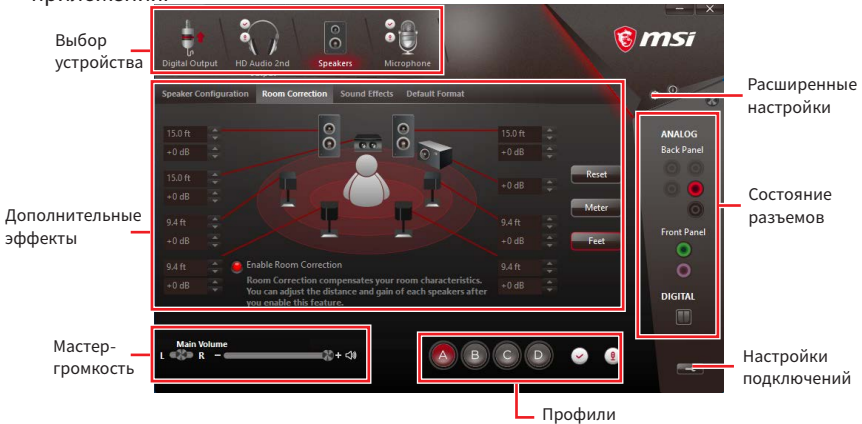 приложений.
Выбор
устройства
Digital Output
HD Audio 2nd
Speakers
Microphone
msi
Расширенные
настройки
Speaker Configuration
Room Correction
Sound Effects
Default Format
15.0 ft
+0 dB
15.0 ft
+0 dB
9.4 ft
+0 dB
9.4 ft
+0 dB
15.0 ft
+0 dB
+0 dB
9.4 ft
+0 dB
9.4 ft
+0 dB
Reset
Meter
Feet
Enable Room Correction
Room Correction compensates your room characteristics.
You can adjust the distance and gain of each speakers after
you enable this feature.
Дополнительные
эффекты
ANALOG
Back Panel
Front Panel
DIGITAL
Состояние
разъемов
Мастер-
громкость
Main Volume
L R − +
A B C D
Профили
Настройки
подключений